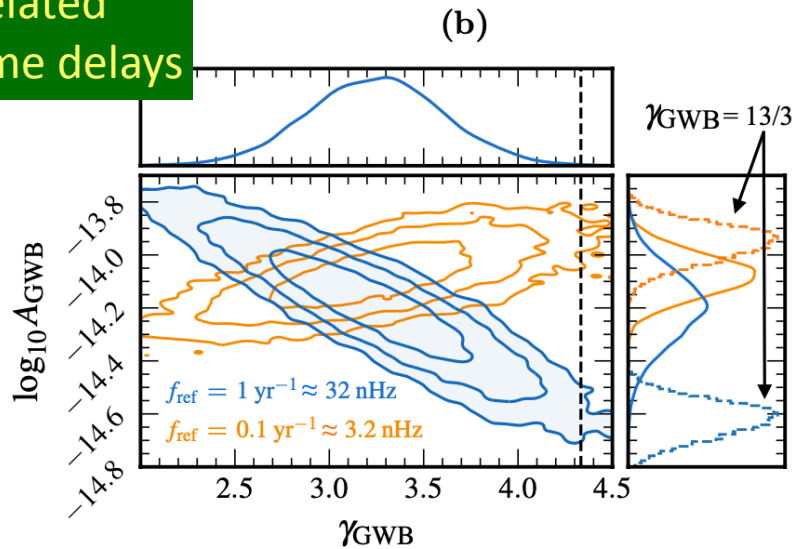 me delays
(b)
γGWB = 13/3
log₁₀ AGWB
−13.8
−14.0
−14.2
−14.4
−14.6
−14.8
fref = 1 yr⁻¹ ≈ 32 nHz
fref = 0.1 yr⁻¹ ≈ 3.2 nHz
2.5 3.0 3.5 4.0 4.5
γGWB